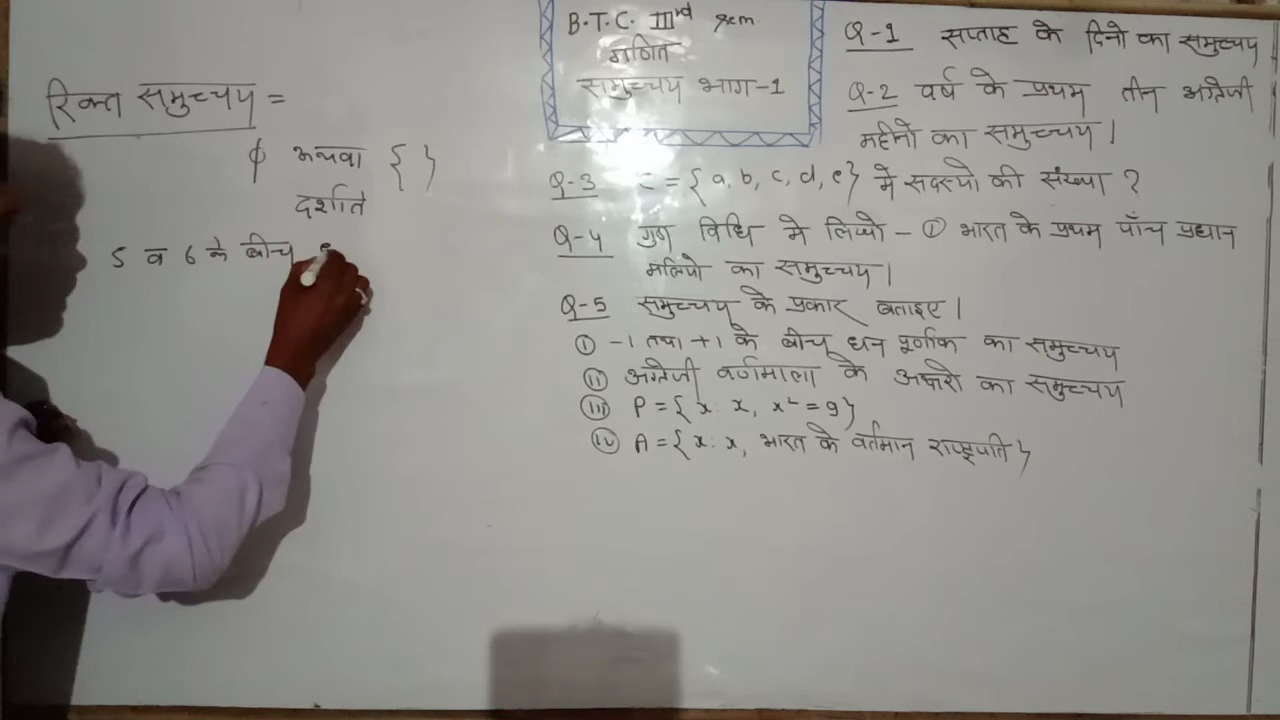 रिक्त समुच्चय =
ϕ अथवा { }
दर्शाते
5 व 6 के बीच
B.T.C. IIIrd sem
गणित
समुच्चय भाग-1
Q-1 सप्ताह के दिनो का समुच्चय
Q-2 वर्ष के प्रथम तीन अंग्रेजी
महीनो का समुच्चय।
Q-3 C = {a, b, c, d, e} मे सदस्यो की संख्या ?
Q-4 गुण विधि मे लिखो - ① भारत के प्रथम पाँच प्रधान
मंत्रियो का समुच्चय।
Q-5 समुच्चय के प्रकार बताइए।
① -1 तथा +1 के बीच धन पूर्णांक का समुच्चय
ⓘⓘ अंग्रेजी वर्णमाला के अक्षरो का समुच्चय
(iii) P = {x: x, x² = 9}
(iv) A = {x: x, भारत के वर्तमान राष्ट्रपति}